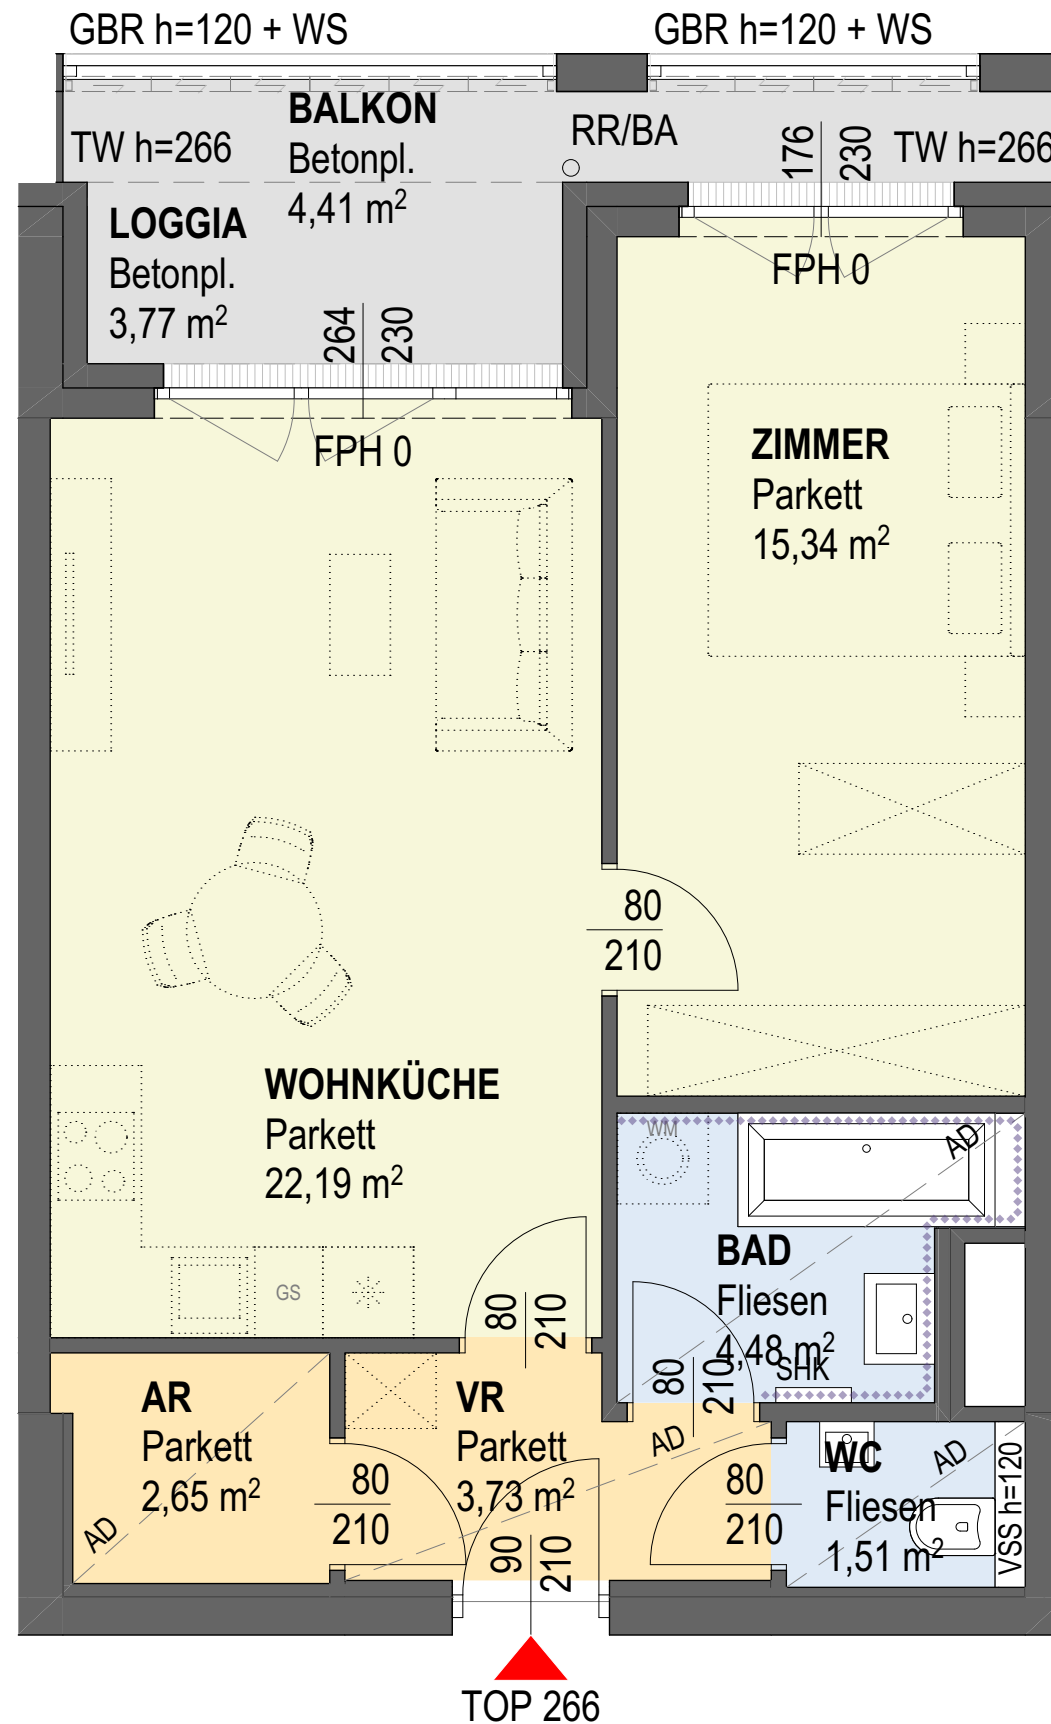 GBR h=120 + WS
GBR h=120 + WS
BALKON
Betonpl.
4,41 m²
TW h=266
RR/BA
176
230
TW h=266
LOGGIA
Betonpl.
3,77 m²
264
230
FPH 0
FPH 0
ZIMMER
Parkett
15,34 m²
80
210
WOHNKÜCHE
Parkett
22,19 m²
WM
AD
BAD
Fliesen
4,48 m²
SHK
GS
80
210
80
210
AR
Parkett
2,65 m²
AD
80
210
VR
Parkett
3,73 m²
AD
90
210
80
210
WC
Fliesen
1,51 m²
AD
VSS h=120
TOP 266